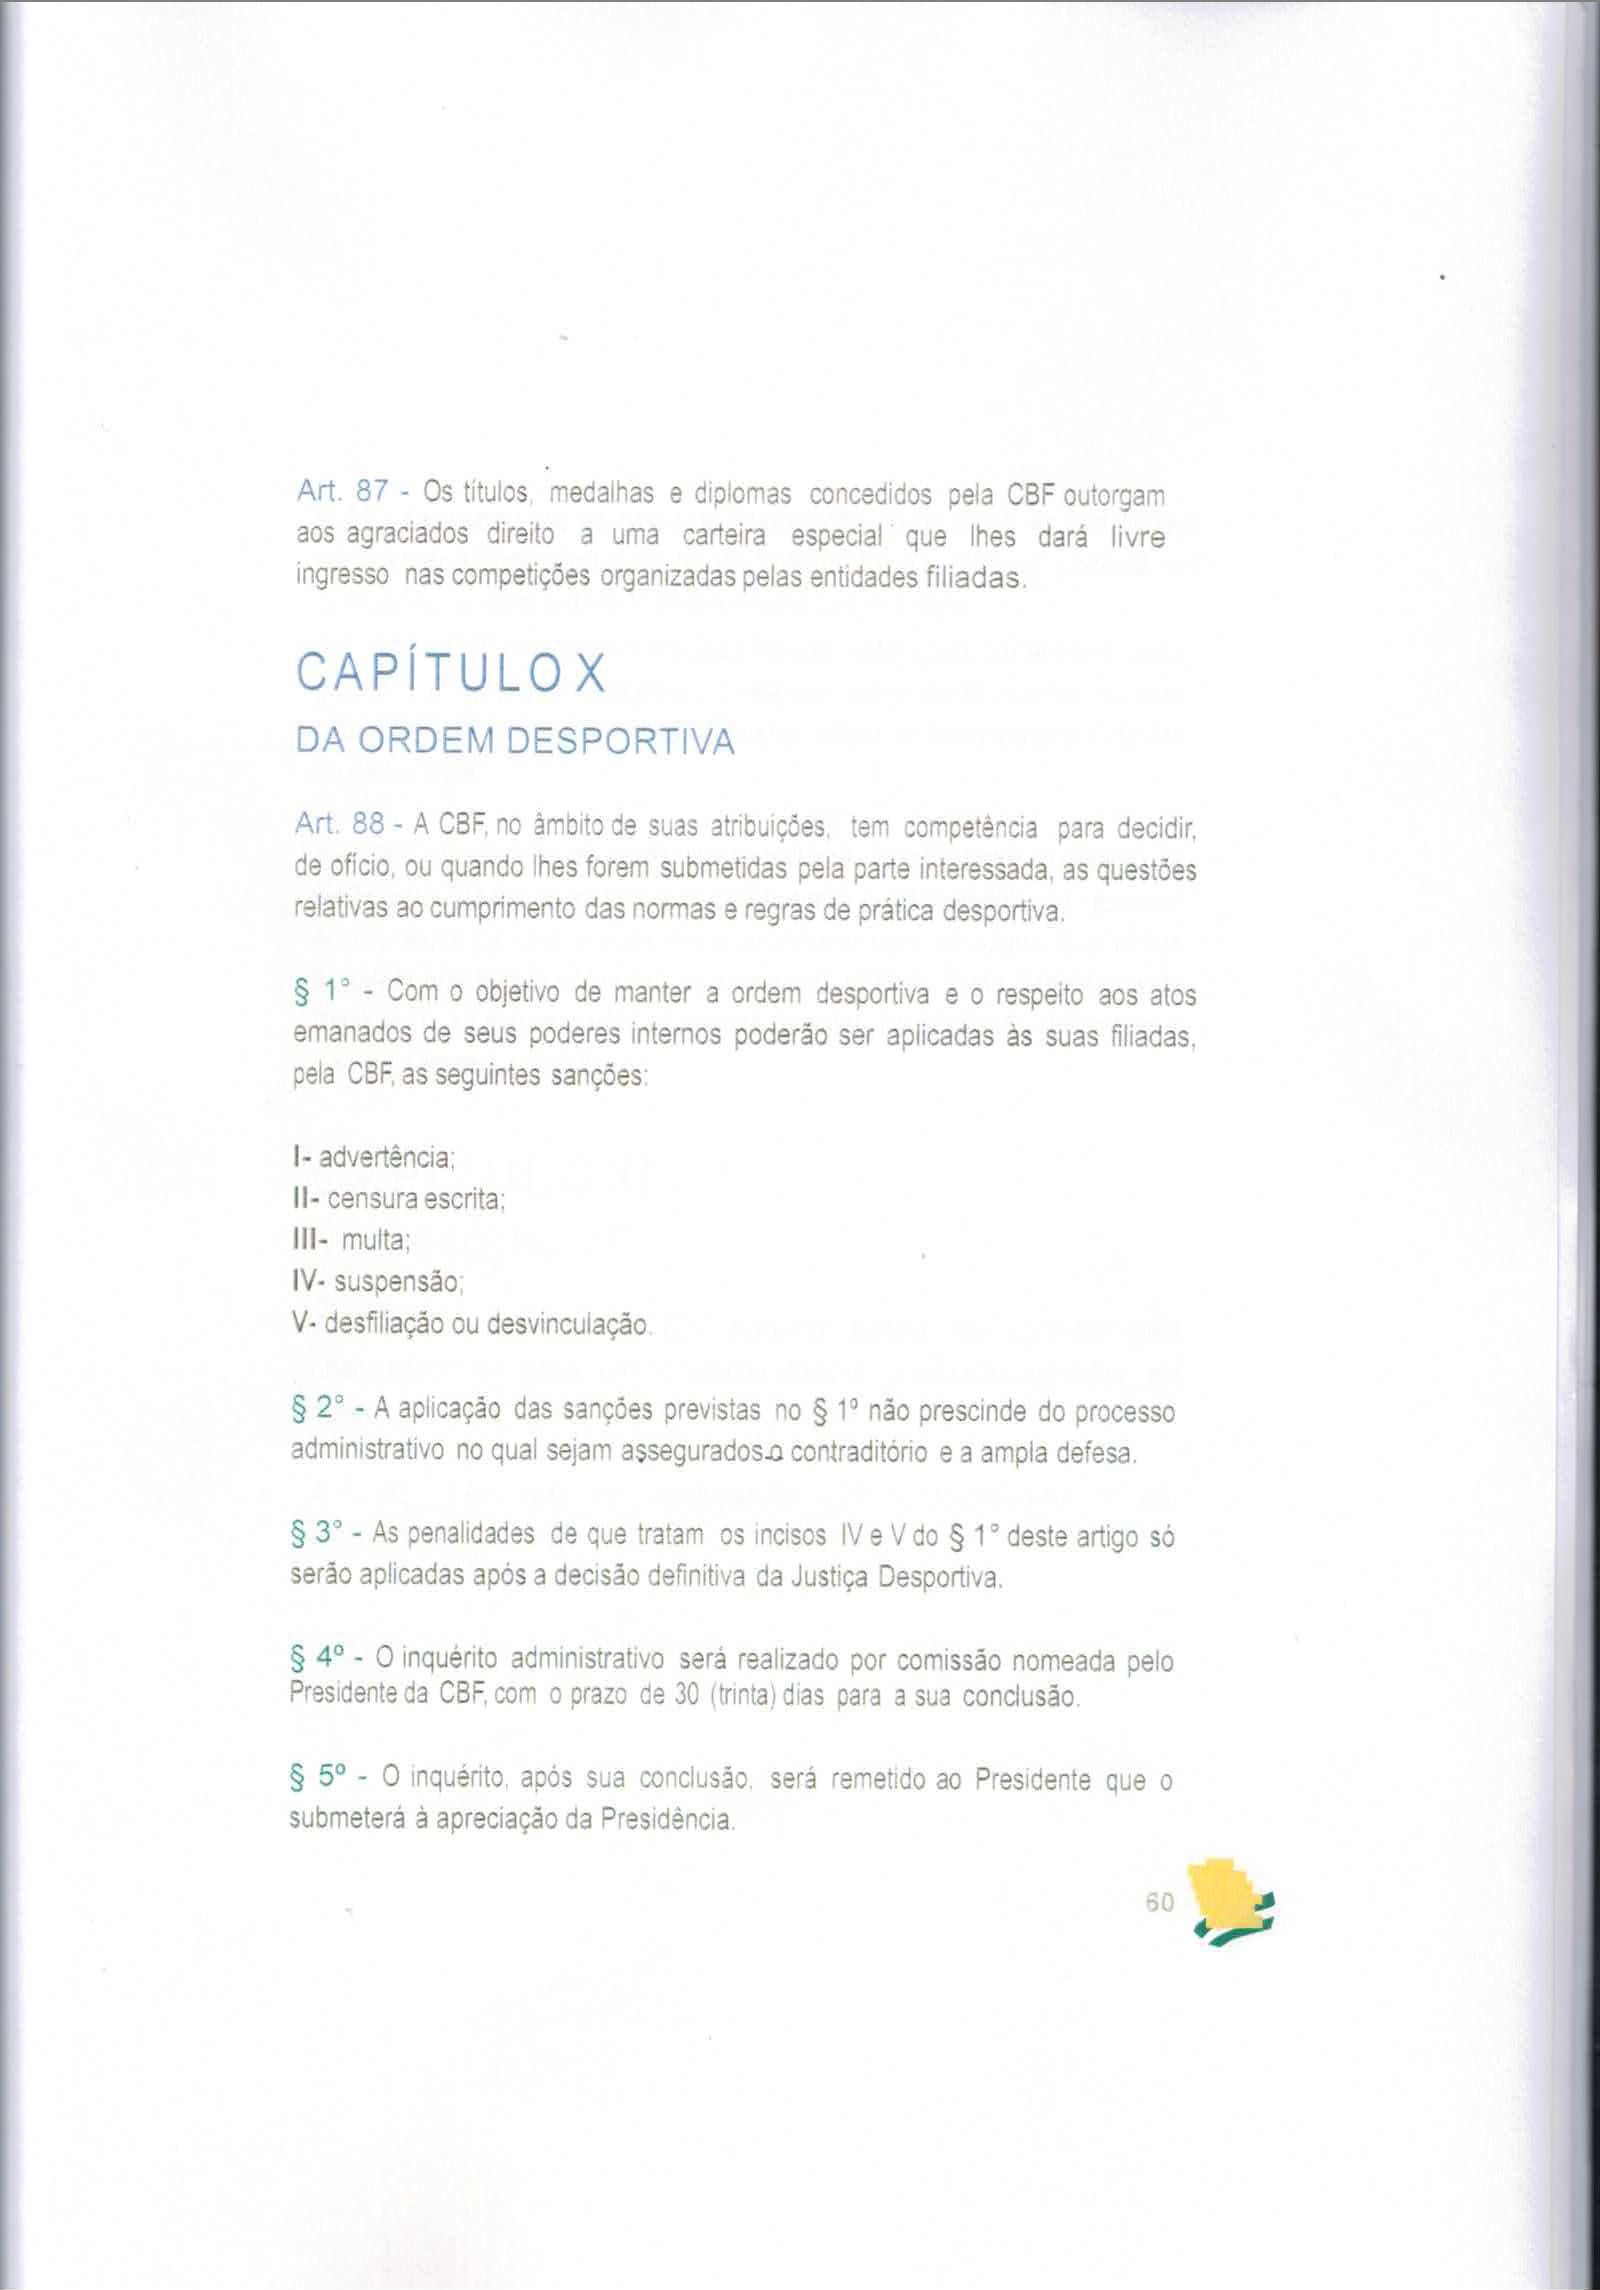 Art. 87 - Os títulos, medalhas e diplomas concedidos pela CBF outorgam
aos agraciados direito a uma carteira especial que lhes dará livre
ingresso nas competições organizadas pelas entidades filiadas.
CAPÍTULO X
DA ORDEM DESPORTIVA
Art. 88 - A CBF, no âmbito de suas atribuições, tem competência para decidir,
de ofício, ou quando lhes forem submetidas pela parte interessada, as questões
relativas ao cumprimento das normas e regras de prática desportiva.
§ 1° - Com o objetivo de manter a ordem desportiva e o respeito aos atos
emanados de seus poderes internos poderão ser aplicadas às suas filiadas,
pela CBF, as seguintes sanções:
I- advertência;
II- censura escrita;
III- multa;
IV- suspensão;
V- desfiliação ou desvinculação.
§ 2° - A aplicação das sanções previstas no § 1º não prescinde do processo
administrativo no qual sejam assegurados o contraditório e a ampla defesa.
§ 3° - As penalidades de que tratam os incisos IV e V do § 1° deste artigo só
serão aplicadas após a decisão definitiva da Justiça Desportiva.
§ 4º - O inquérito administrativo será realizado por comissão nomeada pelo
Presidente da CBF, com o prazo de 30 (trinta) dias para a sua conclusão.
§ 5º - O inquérito, após sua conclusão, será remetido ao Presidente que o
submeterá à apreciação da Presidência.
60